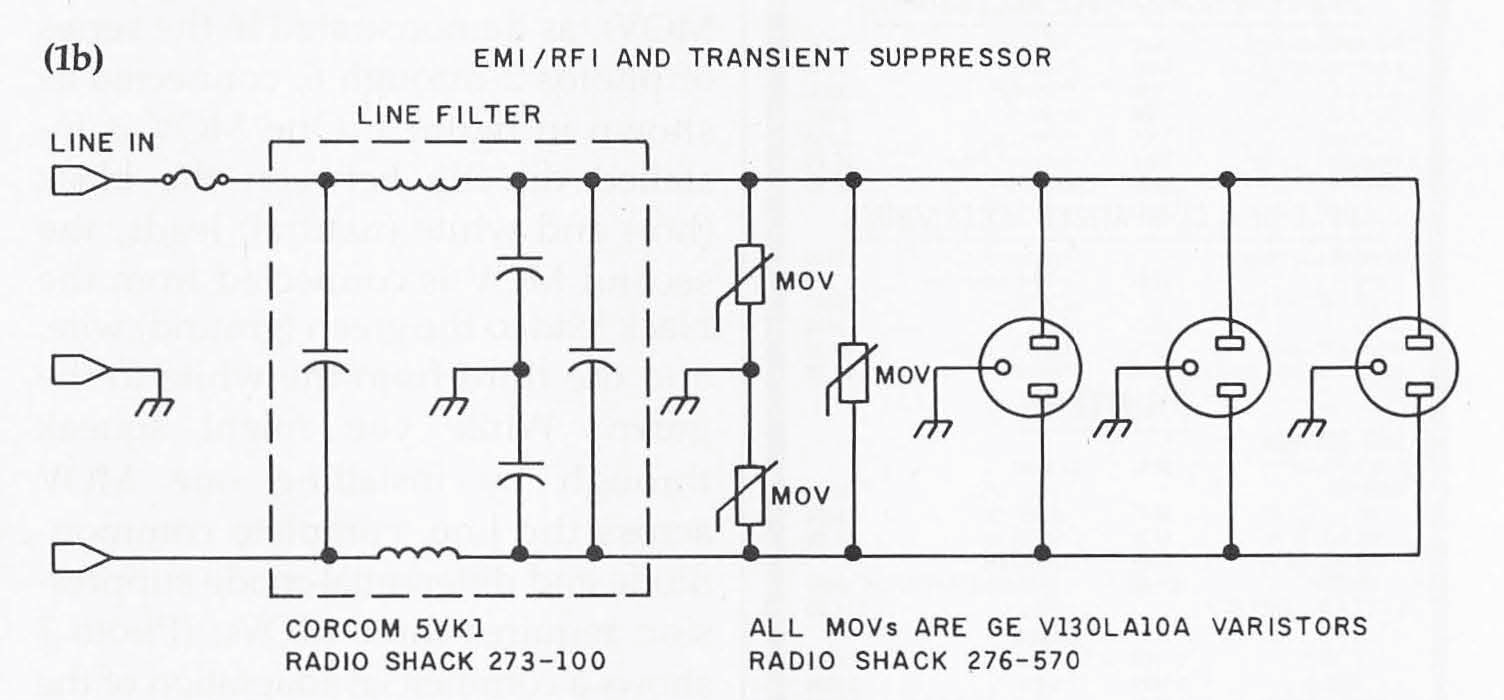 (1b)
EMI/RFI AND TRANSIENT SUPPRESSOR
LINE FILTER
LINE IN
MOV
MOV
MOV
CORCOM 5VK1
RADIO SHACK 273-100
ALL MOVs ARE GE V130LA10A VARISTORS
RADIO SHACK 276-570